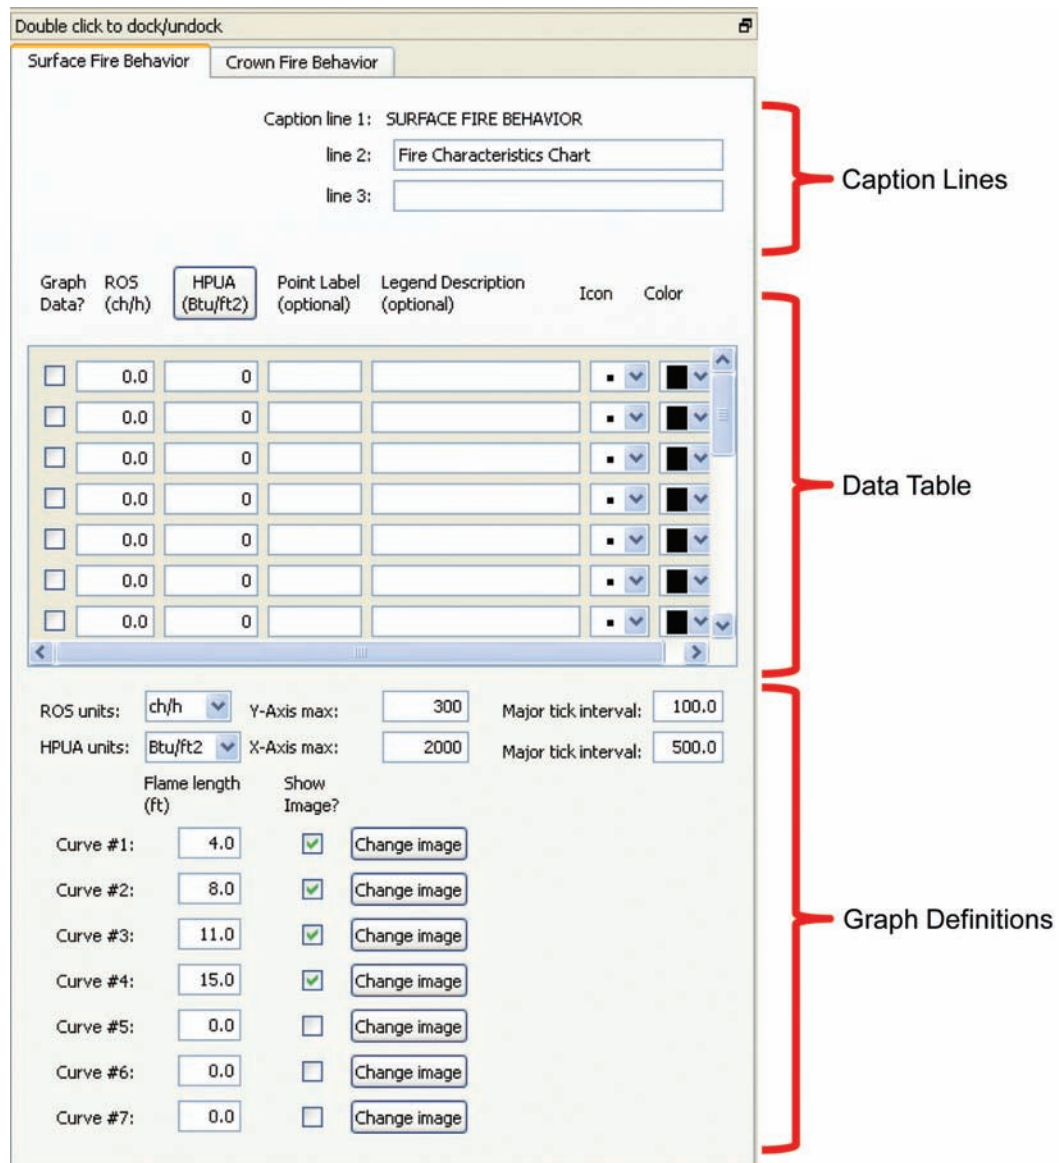 Double click to dock/undock
Surface Fire Behavior Crown Fire Behavior
Caption line 1: SURFACE FIRE BEHAVIOR
line 2: Fire Characteristics Chart
line 3:
Caption Lines
Graph Data? ROS (ch/h) HPUA (Btu/ft2) Point Label (optional) Legend Description (optional) Icon Color
0.0 0
0.0 0
0.0 0
0.0 0
Data Table
0.0 0
0.0 0
0.0 0
ROS units: ch/h Y-Axis max: 300 Major tick interval: 100.0
HPUA units: Btu/ft2 X-Axis max: 2000 Major tick interval: 500.0
Flame length (ft) Show Image?
Curve #1: 4.0 Change image
Curve #2: 8.0 Change image
Curve #3: 11.0 Change image
Graph Definitions
Curve #4: 15.0 Change image
Curve #5: 0.0 Change image
Curve #6: 0.0 Change image
Curve #7: 0.0 Change image